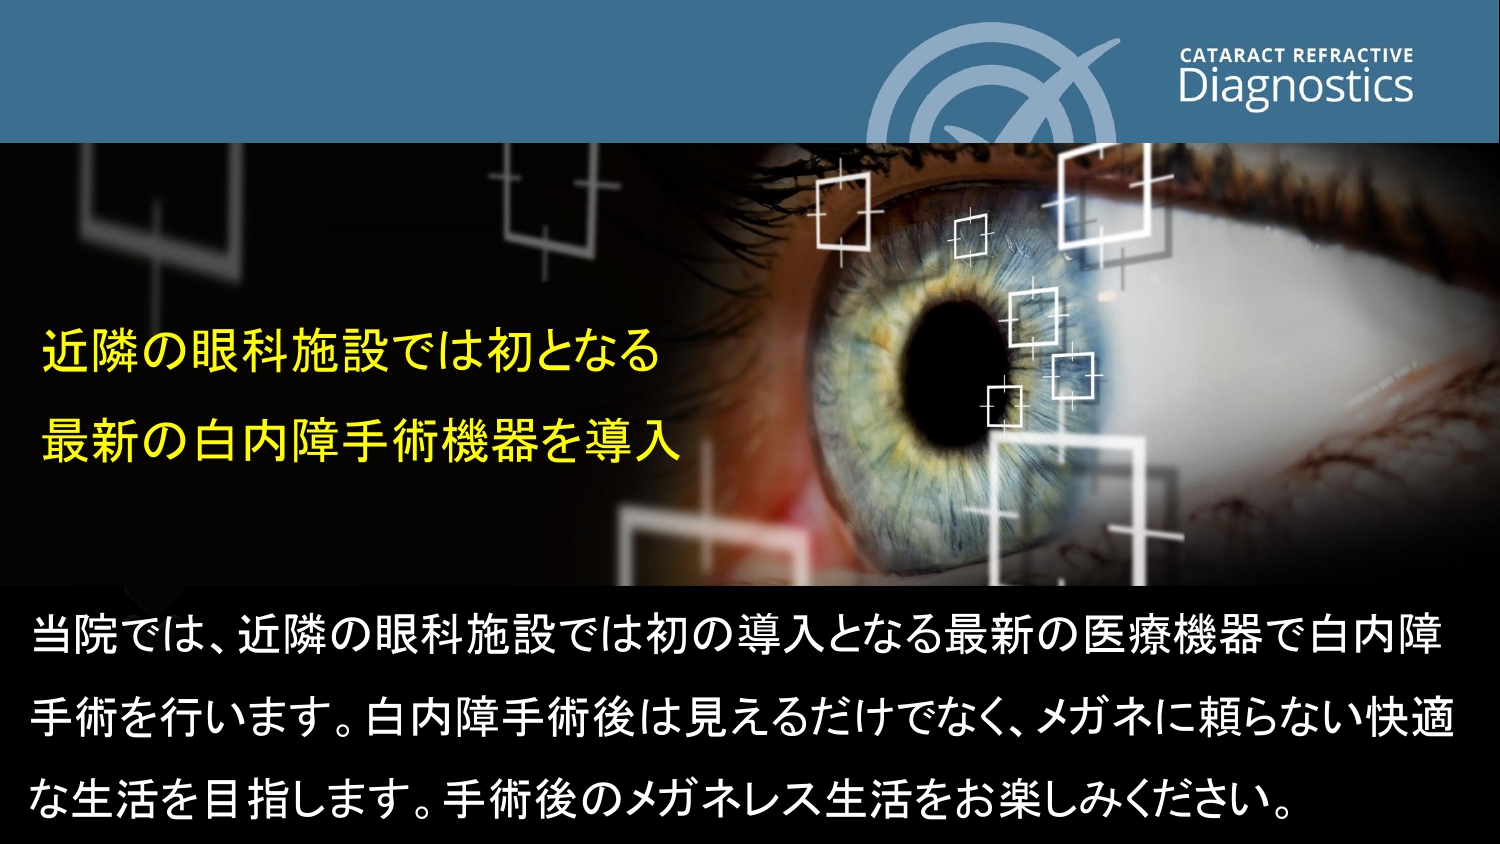 CATARACT REFRACTIVE
Diagnostics
近隣の眼科施設では初となる
最新の白内障手術機器を導入
当院では、近隣の眼科施設では初の導入となる最新の医療機器で白内障
手術を行います。白内障手術後は見えるだけでなく、メガネに頼らない快適
な生活を目指します。手術後のメガネレス生活をお楽しみください。